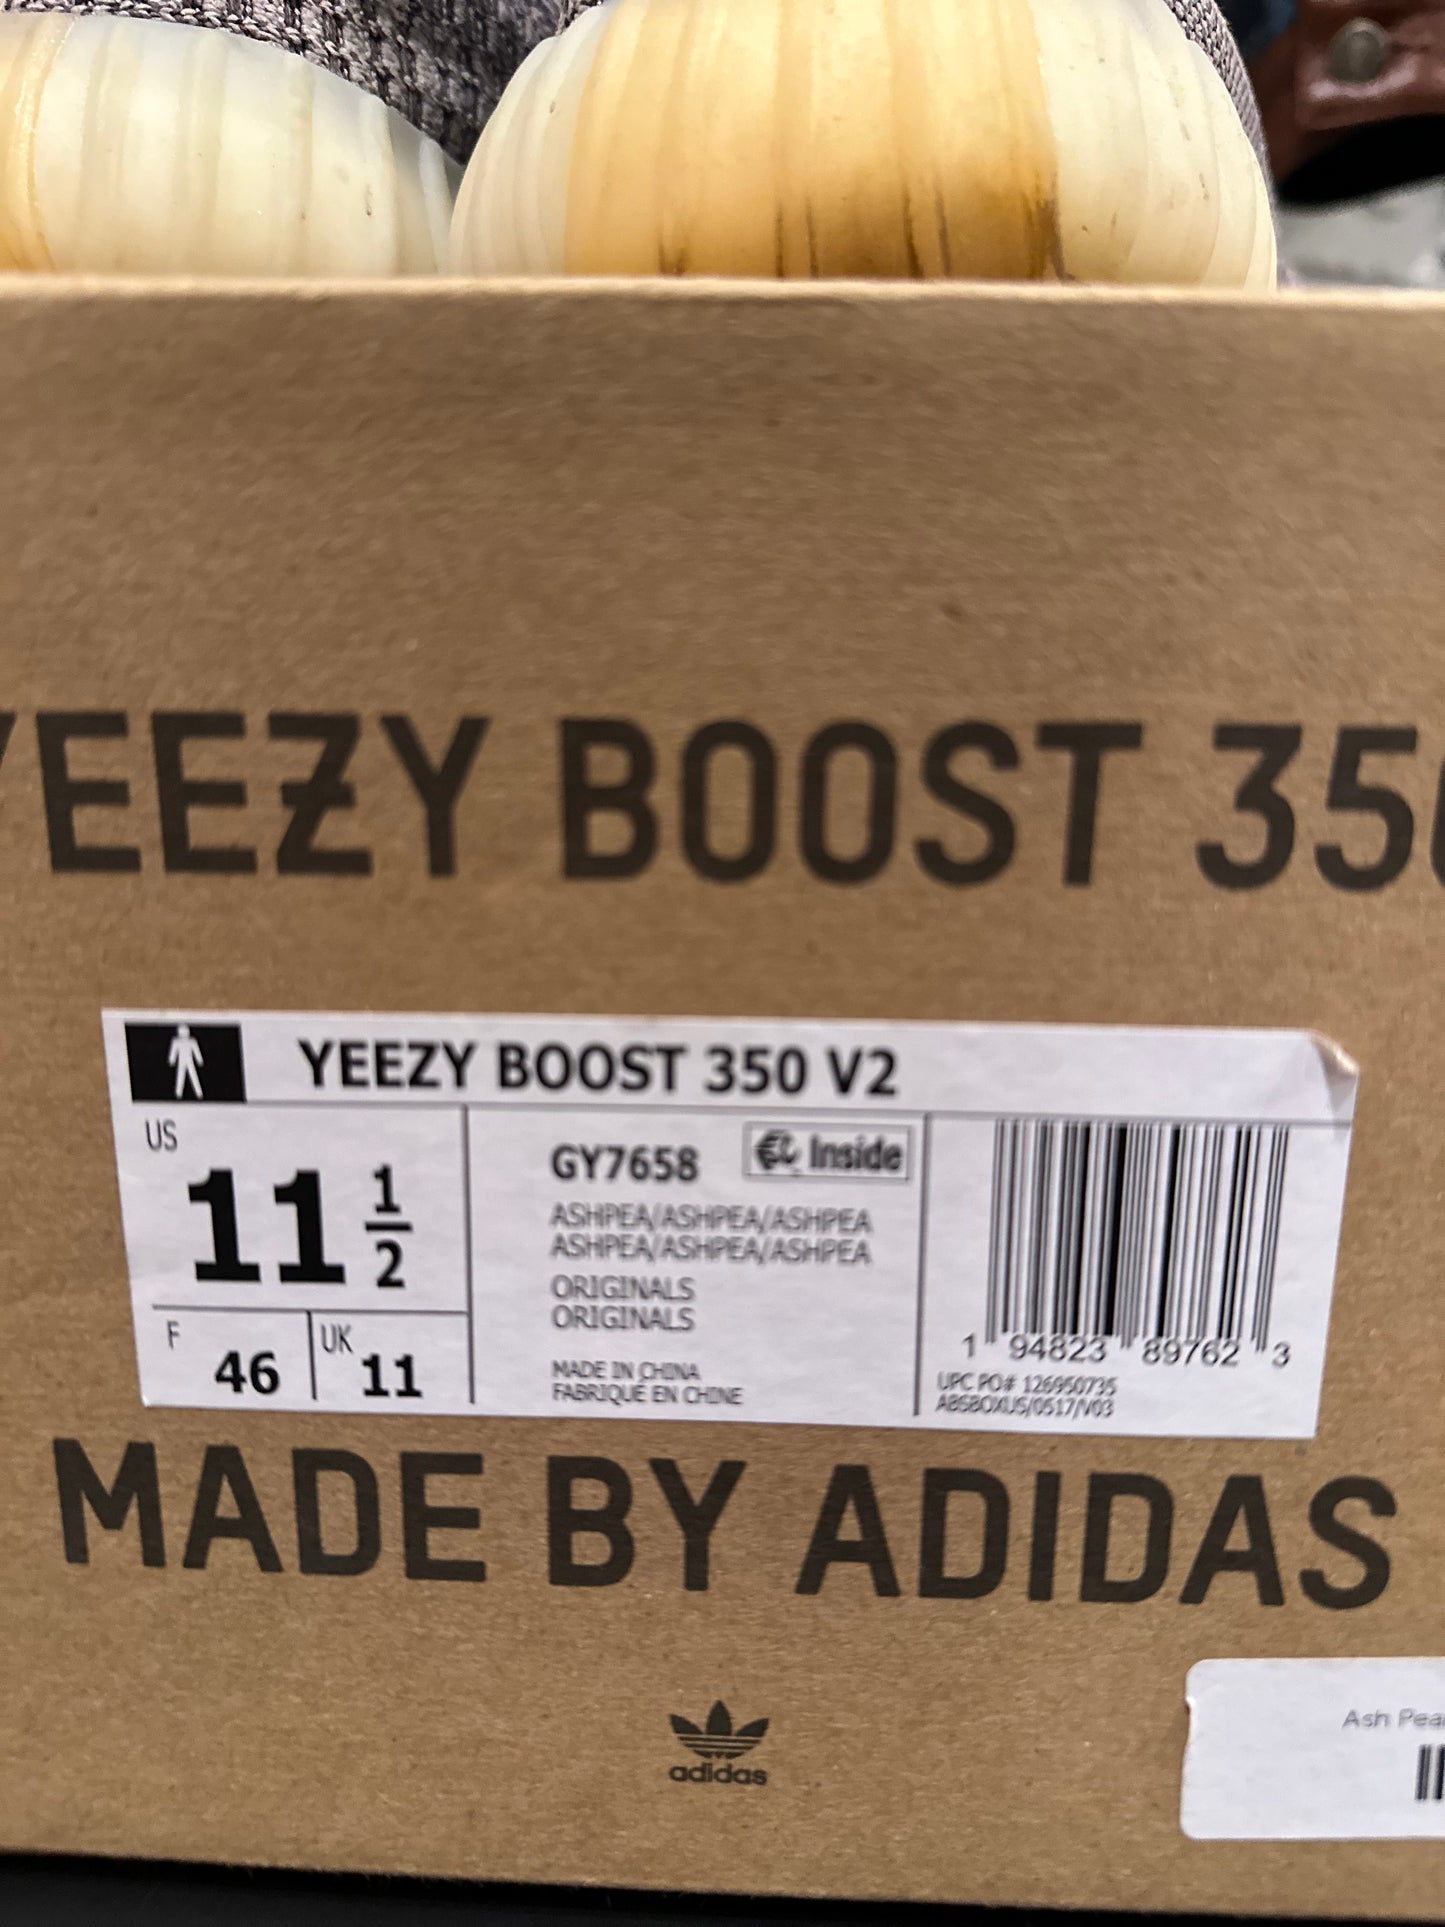 YEEZY BOOST 350
YEEZY BOOST 350 V2
US
11 1/2
F 46
UK 11
GY7658
Inside
ASHPEA/ASHPEA/ASHPEA
ASHPEA/ASHPEA/ASHPEA
ORIGINALS
ORIGINALS
MADE IN CHINA
FABRIQUÉ EN CHINE
1 94823 89762 3
UPC PO# 126950735
ABSBOXUS/0517/V03
MADE BY ADIDAS
adidas
Ash Pea